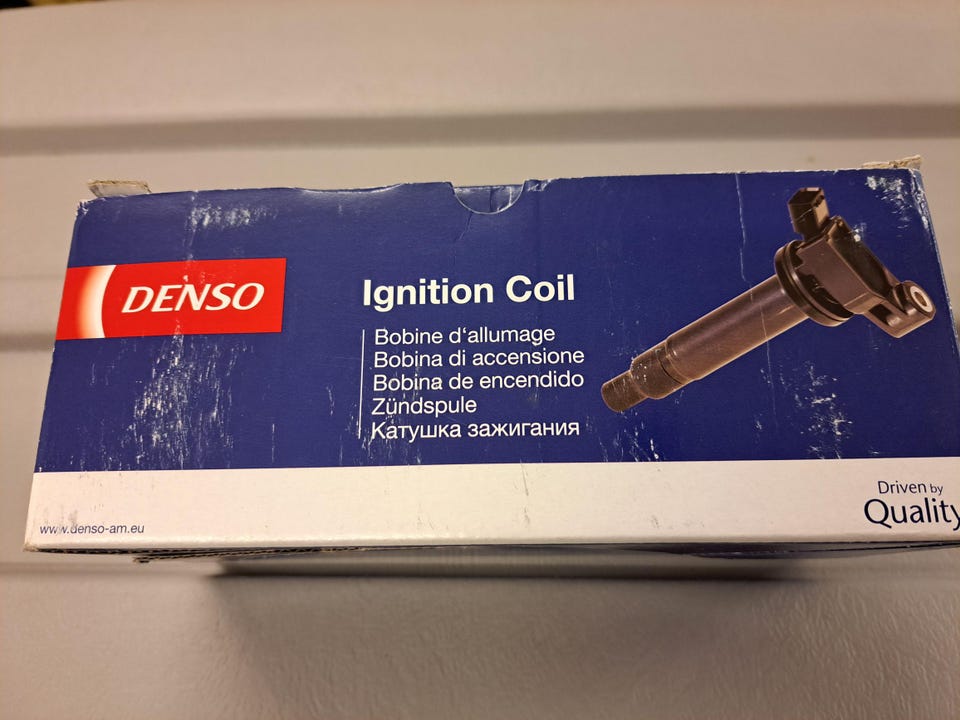 DENSO
Ignition Coil
Bobine d'allumage
Bobina di accensione
Bobina de encendido
Zündspule
Катушка зажигания
www.denso-am.eu
Driven by
Quality